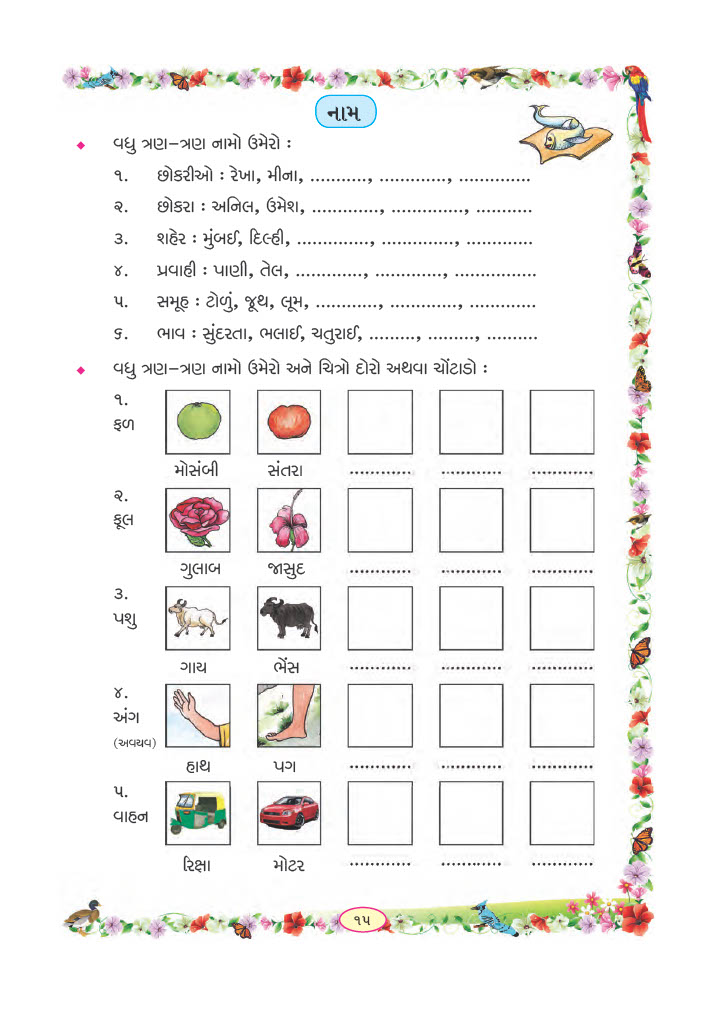 નામ
◆ વધુ ત્રણ–ત્રણ નામો ઉમેરો :
૧. છોકરીઓ : રેખા, મીના, ..........., ............., ..............
૨. છોકરા : અનિલ, ઉમેશ, ............., .............., ...........
૩. શહેર : મુંબઈ, દિલ્હી, .............., .............., .............
૪. પ્રવાહી : પાણી, તેલ, ............., ............., ................
૫. સમૂહ : ટોળું, જૂથ, લૂમ, ............, ............., .............
૬. ભાવ : સુંદરતા, ભલાઈ, ચતુરાઈ, ........., ........., ..........
◆ વધુ ત્રણ–ત્રણ નામો ઉમેરો અને ચિત્રો દોરો અથવા ચોંટાડો :
૧.
ફળ
મોસંબી સંતરા ............ ............ ............
૨.
ફૂલ
ગુલાબ જાસુદ ............ ............ ............
૩.
પશુ
ગાય ભેંસ ............ ............ ............
૪.
અંગ
(અવયવ)
હાથ પગ ............ ............ ............
૫.
વાહન
રિક્ષા મોટર ............ ............ ............
૧૫